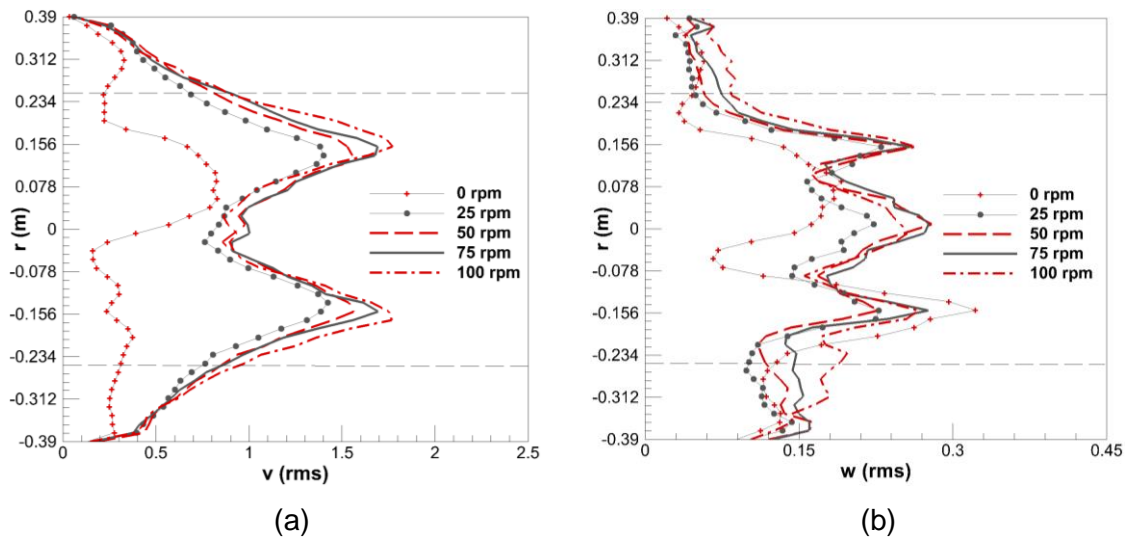 0.39
0.312
0.234
0.156
0.078
0
-0.078
-0.156
-0.234
-0.312
-0.39
r (m)
0 0.5 1 1.5 2 2.5
v (rms)
0 rpm
25 rpm
50 rpm
75 rpm
100 rpm
(a)
0.39
0.312
0.234
0.156
0.078
0
-0.078
-0.156
-0.234
-0.312
-0.39
r (m)
0 0.15 0.3 0.45
w (rms)
0 rpm
25 rpm
50 rpm
75 rpm
100 rpm
(b)